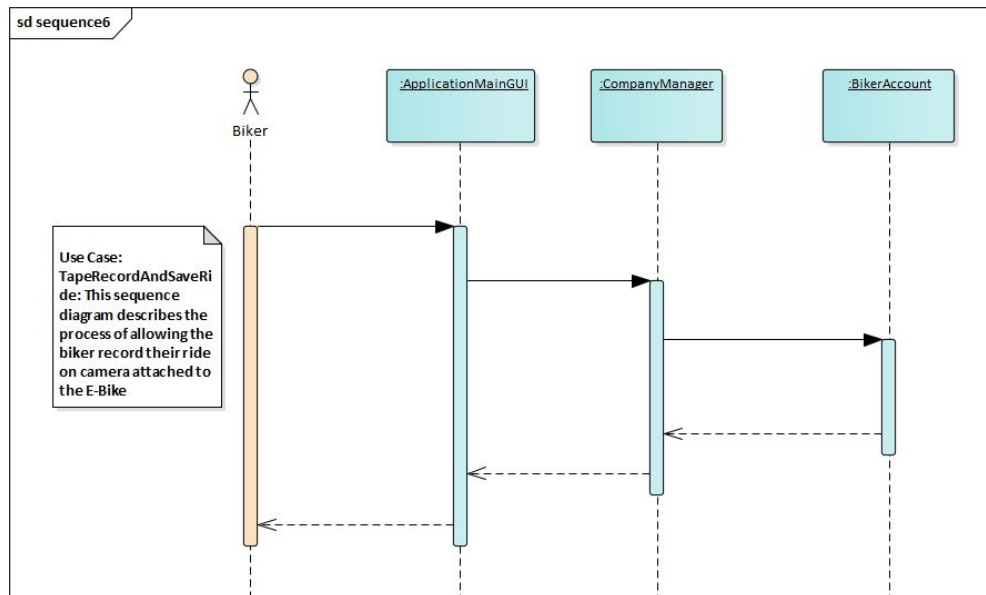 sd sequence6
:ApplicationMainGUI
:CompanyManager
:BikerAccount
Biker
Use Case:
TapeRecordAndSaveRi
de: This sequence
diagram describes the
process of allowing the
biker record their ride
on camera attached to
the E-Bike